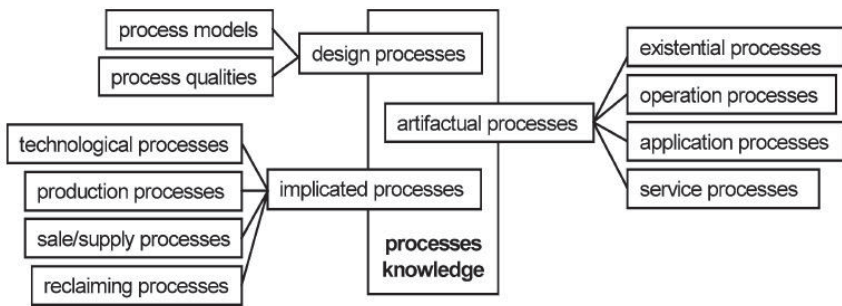 process models
process qualities
design processes
existential processes
operation processes
artifactual processes
application processes
service processes
technological processes
production processes
implicated processes
sale/supply processes
reclaiming processes
processes
knowledge